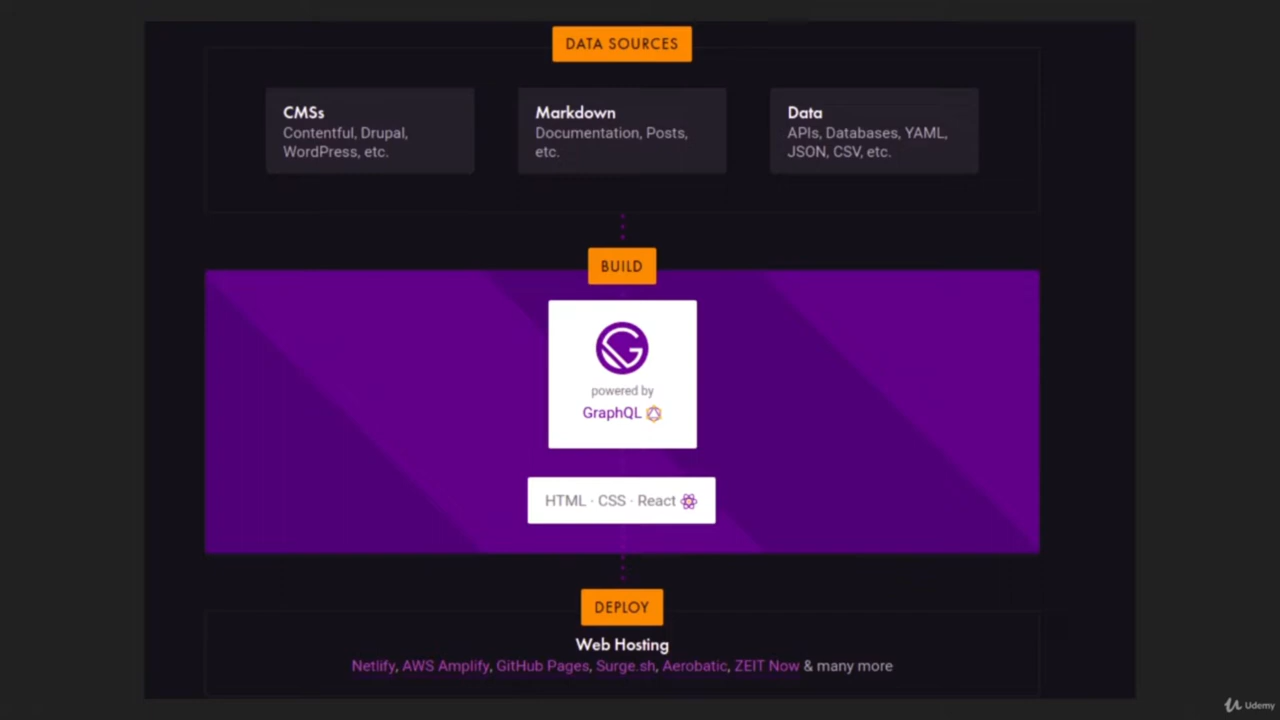 DATA SOURCES
CMSs
Contentful, Drupal,
WordPress, etc.
Markdown
Documentation, Posts,
etc.
Data
APIs, Databases, YAML,
JSON, CSV, etc.
BUILD
powered by
GraphQL
HTML · CSS · React
DEPLOY
Web Hosting
Netlify, AWS Amplify, GitHub Pages, Surge.sh, Aerobatic, ZEIT Now & many more
Udemy